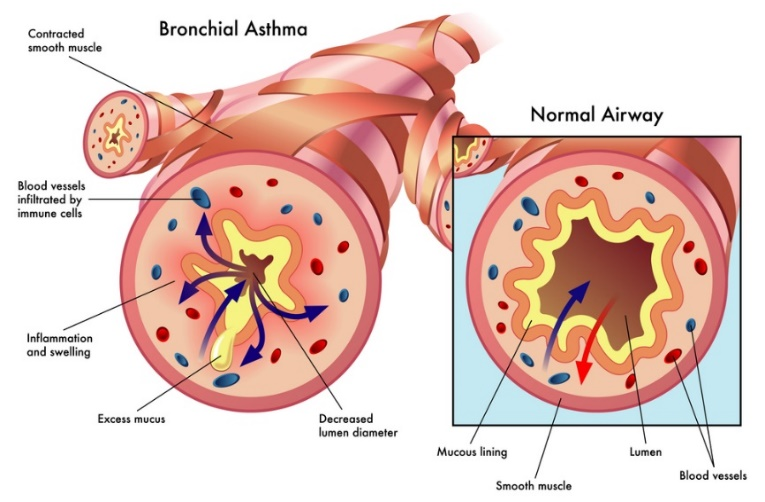 Bronchial Asthma
Contracted
smooth muscle
Blood vessels
infiltrated by
immune cells
Inflammation
and swelling
Excess mucus
Decreased
lumen diameter
Normal Airway
Mucous lining
Smooth muscle
Lumen
Blood vessels